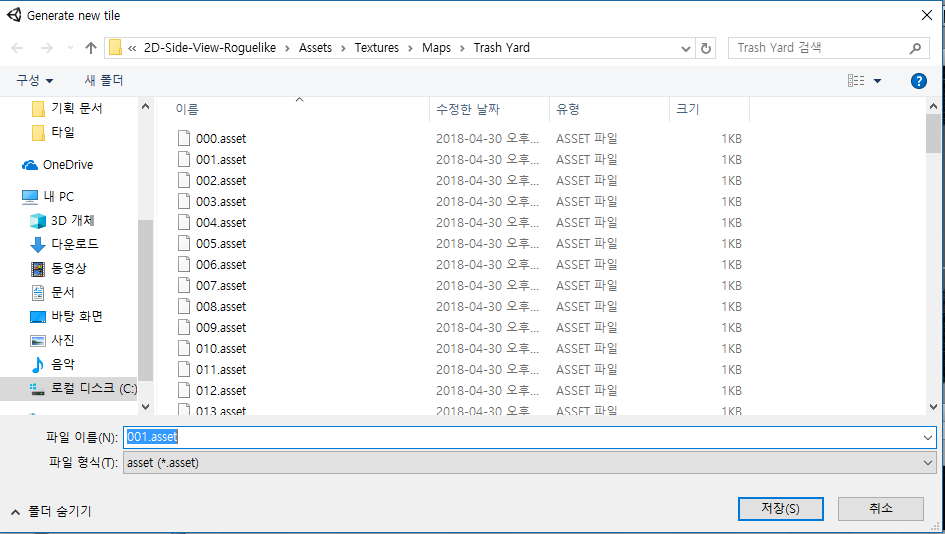 Generate new tile
« 2D-Side-View-Roguelike › Assets › Textures › Maps › Trash Yard
Trash Yard 검색
구성 새 폴더
기획 문서
타일
OneDrive
내 PC
3D 개체
다운로드
동영상
문서
바탕 화면
사진
음악
로컬 디스크 (C:)
이름 수정한 날짜 유형 크기
000.asset 2018-04-30 오후... ASSET 파일 1KB
001.asset 2018-04-30 오후... ASSET 파일 1KB
002.asset 2018-04-30 오후... ASSET 파일 1KB
003.asset 2018-04-30 오후... ASSET 파일 1KB
004.asset 2018-04-30 오후... ASSET 파일 1KB
005.asset 2018-04-30 오후... ASSET 파일 1KB
006.asset 2018-04-30 오후... ASSET 파일 1KB
007.asset 2018-04-30 오후... ASSET 파일 1KB
008.asset 2018-04-30 오후... ASSET 파일 1KB
009.asset 2018-04-30 오후... ASSET 파일 1KB
010.asset 2018-04-30 오후... ASSET 파일 1KB
011.asset 2018-04-30 오후... ASSET 파일 1KB
012.asset 2018-04-30 오후... ASSET 파일 1KB
013.asset 2018-04-30 오후... ASSET 파일 1KB
파일 이름(N): 001.asset
파일 형식(T): asset (*.asset)
폴더 숨기기
저장(S) 취소